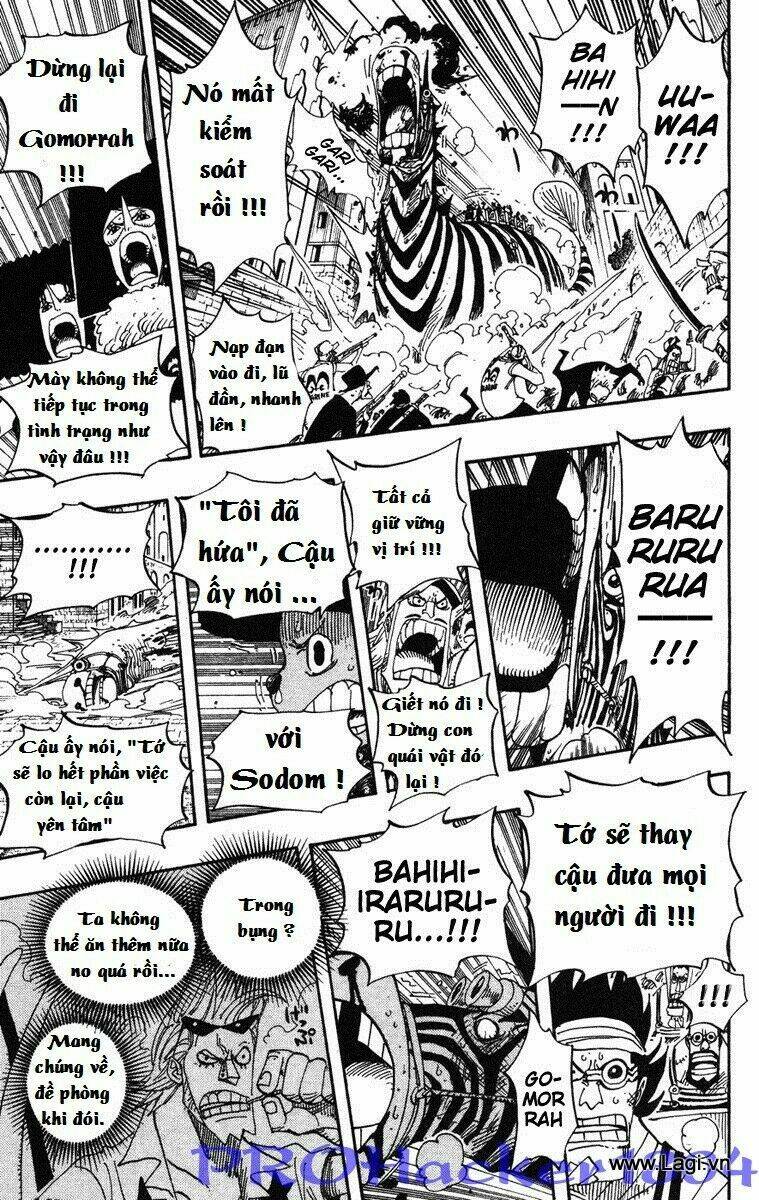 UU-
WAA
!!!
BA
HIHI
—N
!!!
GARI
GARI...
Nó mất
kiểm
soát
rồi !!!
Dừng lại
đi
Gomorrah
!!!
Nạp đạn
vào đi, lũ
đần, nhanh
lên !
Mày không thể
tiếp tục trong
tình trạng như
vậy đâu !!!
BARU
RURU
RUA
——
!!!
Tất cả
giữ vững
vị trí !!!
Giết nó đi !
Dừng con
quái vật đó
lại !
"Tôi đã
hứa", Cậu
ấy nói ...
với
Sodom !
............
!!!
Cậu ấy nói, "Tớ
sẽ lo hết phần việc
còn lại, cậu
yên tâm"
Tớ sẽ thay
cậu đưa mọi
người đi !!!
!!!
GO-
MOR
RAH
BAHIHI-
IRARURU-
RU...!!!
Trong
bụng ?
Ta không
thể ăn thêm nữa
no quá rồi...
Mang
chúng về,
đề phòng
khi đói.
PROHacker1884
www.Lagi.vn